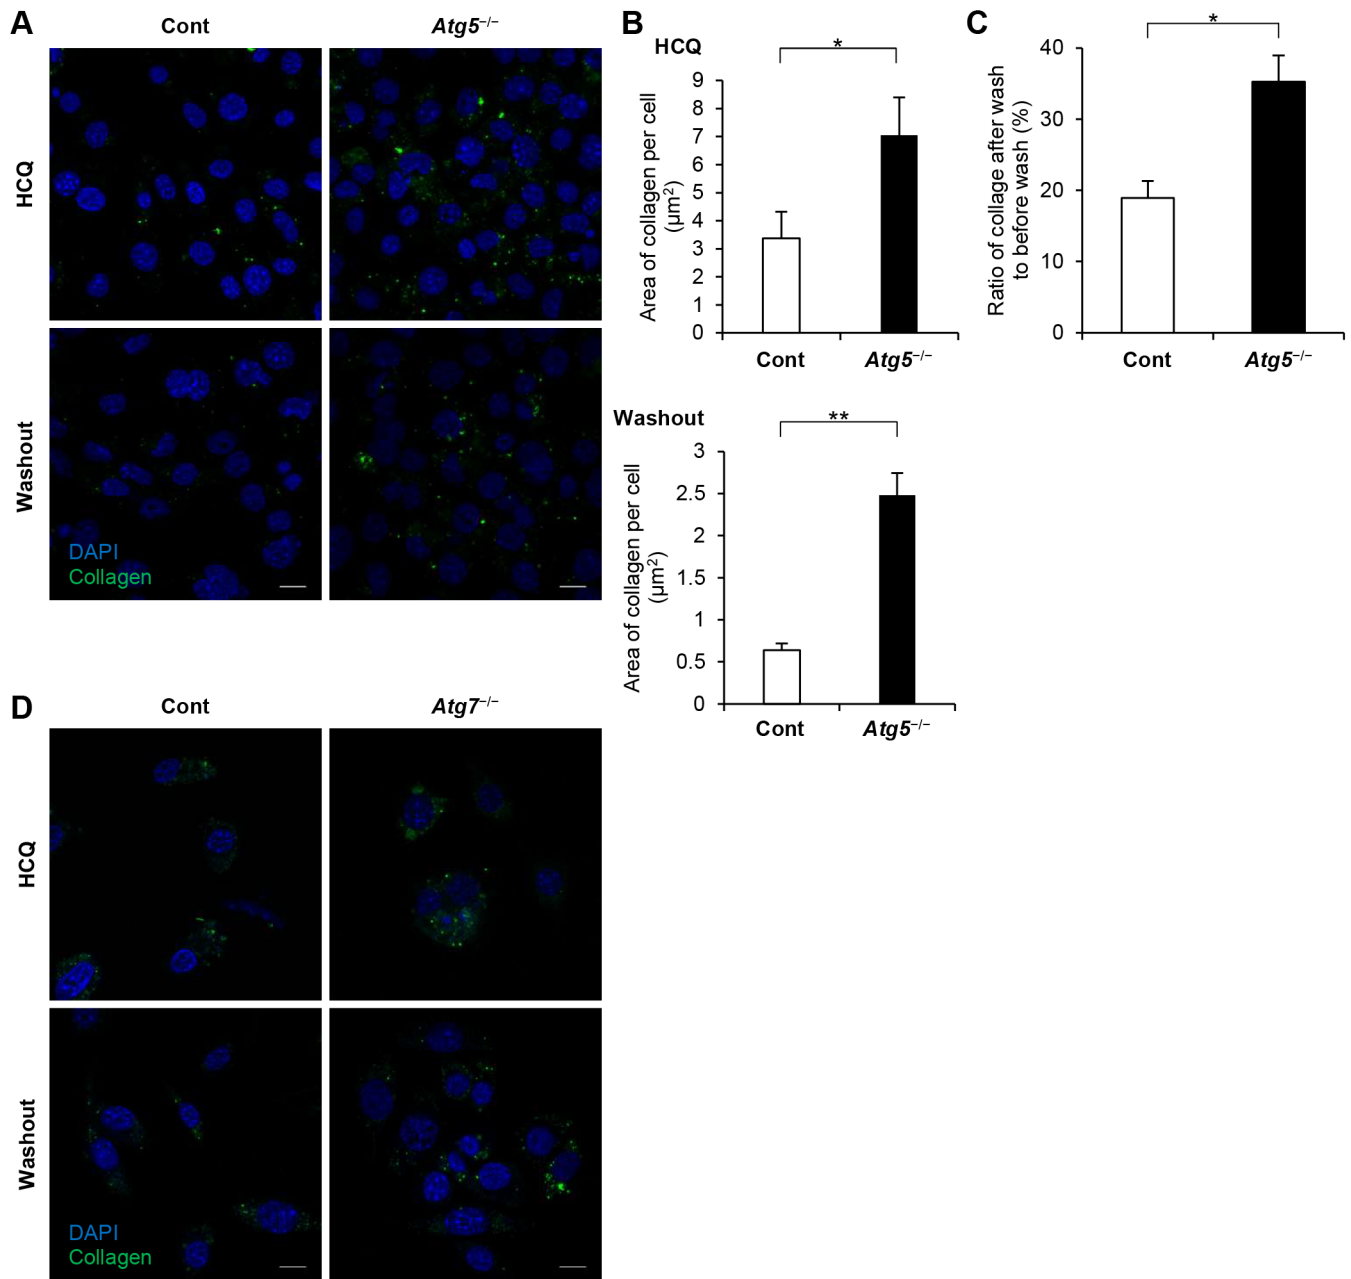 A
Cont
Atg5–/–
HCQ
Washout
DAPI
Collagen
B
HCQ
*
Area of collagen per cell
(µm2)
9
8
7
6
5
4
3
2
1
0
Cont
Atg5–/–
Washout
**
Area of collagen per cell
(µm2)
3
2.5
2
1.5
1
0.5
0
Cont
Atg5–/–
C
*
Ratio of collage after wash
to before wash (%)
40
30
20
10
0
Cont
Atg5–/–
D
Cont
Atg7–/–
HCQ
Washout
DAPI
Collagen